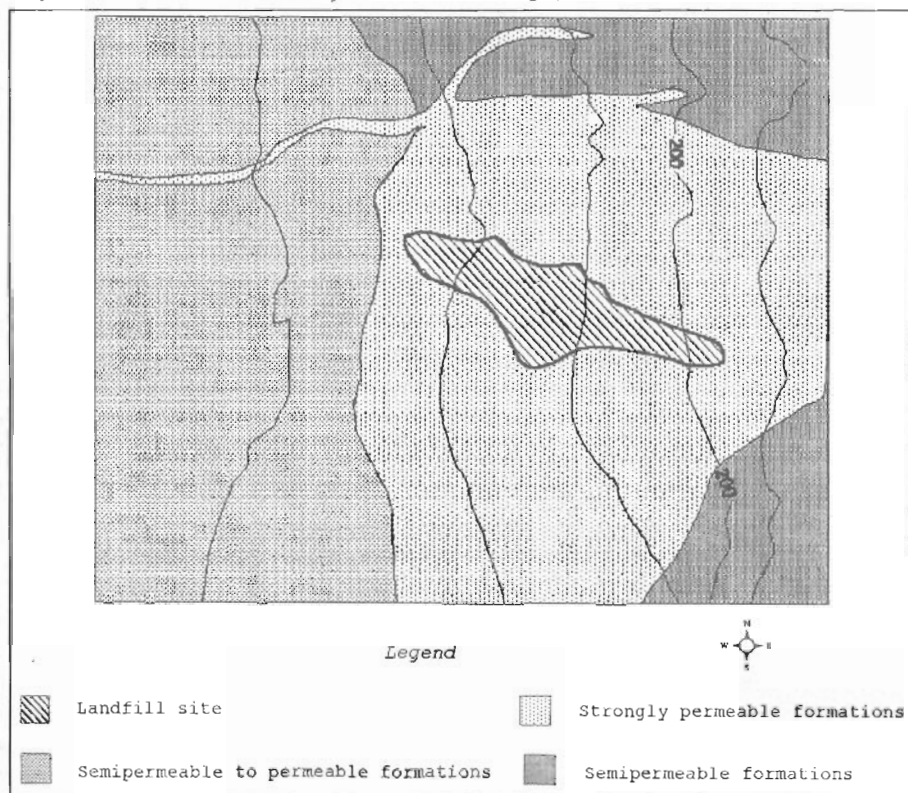 200
200
Legend
N
W E
S
Landfill site
Strongly permeable formations
Semipermeable to permeable formations
Semipermeable formations